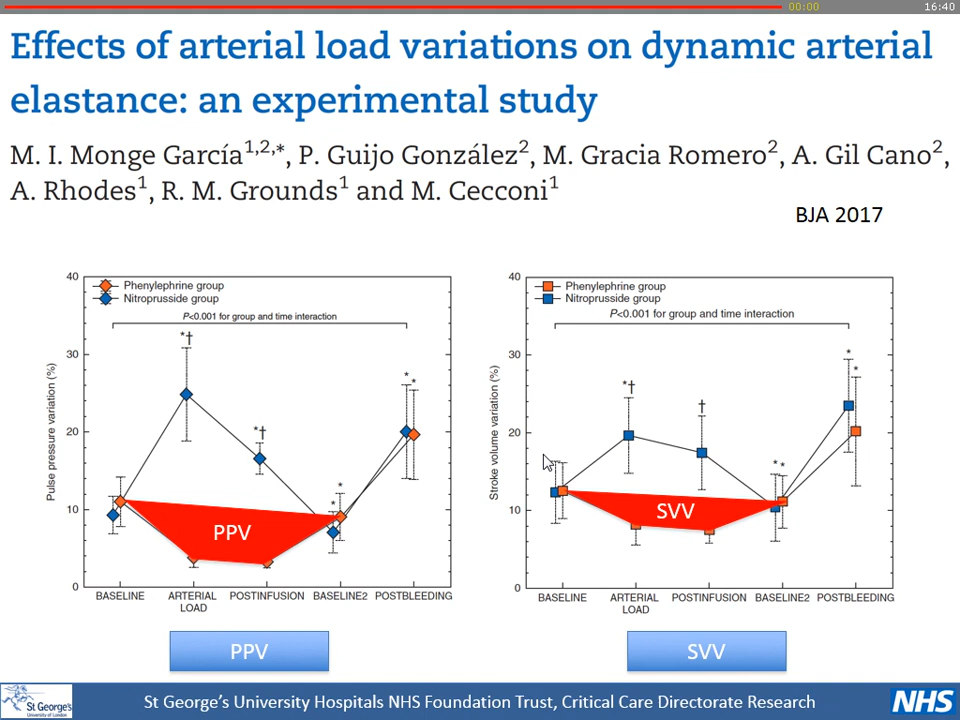 00:00
16:40
Effects of arterial load variations on dynamic arterial
elastance: an experimental study
M. I. Monge García1,2,*, P. Guijo González2, M. Gracia Romero2, A. Gil Cano2,
A. Rhodes1, R. M. Grounds1 and M. Cecconi1
BJA 2017
Pulse pressure variation (%)
40
30
20
10
0
Phenylephrine group
Nitroprusside group
P<0.001 for group and time interaction
*†
*†
*
*
*
*
PPV
BASELINE
ARTERIAL
LOAD
POSTINFUSION
BASELINE2
POSTBLEEDING
PPV
Stroke volume variation (%)
40
30
20
10
0
Phenylephrine group
Nitroprusside group
P<0.001 for group and time interaction
*†
†
* *
*
*
SVV
BASELINE
ARTERIAL
LOAD
POSTINFUSION
BASELINE2
POSTBLEEDING
SVV
St George's
University of London
St George’s University Hospitals NHS Foundation Trust, Critical Care Directorate Research
NHS